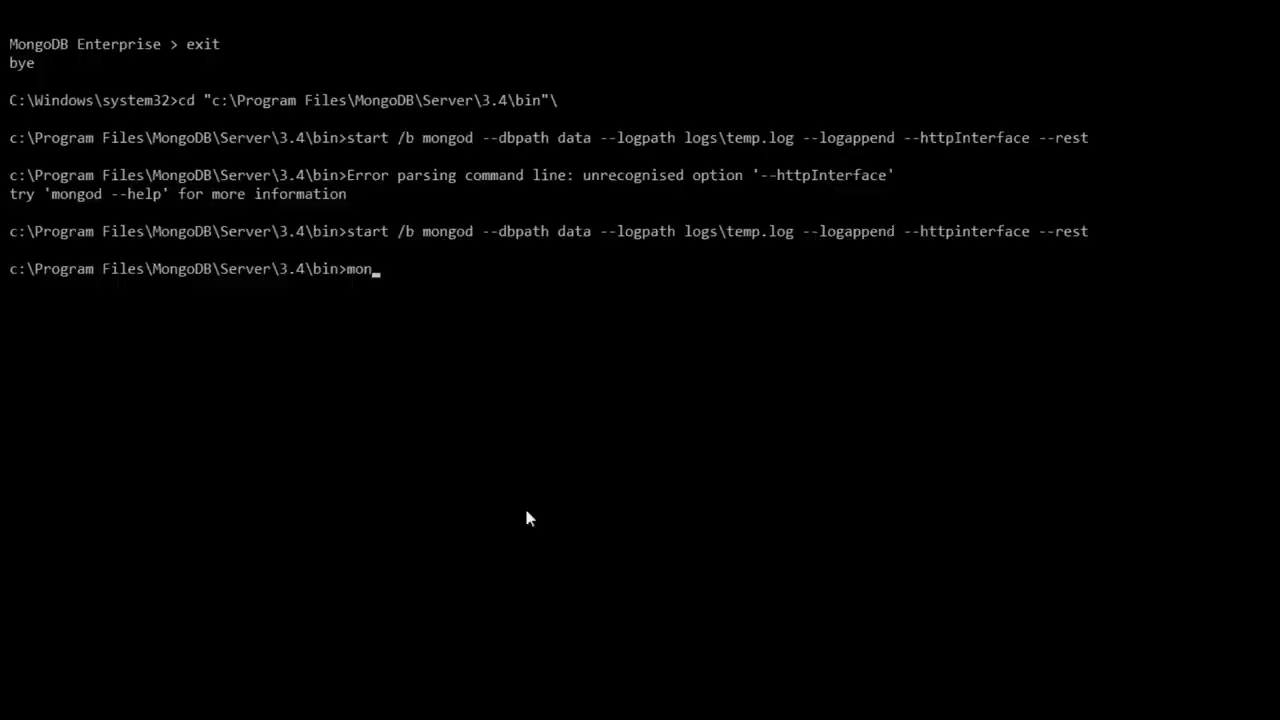 MongoDB Enterprise > exit
bye
C:\Windows\system32>cd "c:\Program Files\MongoDB\Server\3.4\bin"\
c:\Program Files\MongoDB\Server\3.4\bin>start /b mongod --dbpath data --logpath logs\temp.log --logappend --httpInterface --rest
c:\Program Files\MongoDB\Server\3.4\bin>Error parsing command line: unrecognised option '--httpInterface'
try 'mongod --help' for more information
c:\Program Files\MongoDB\Server\3.4\bin>start /b mongod --dbpath data --logpath logs\temp.log --logappend --httpinterface --rest
c:\Program Files\MongoDB\Server\3.4\bin>mon_